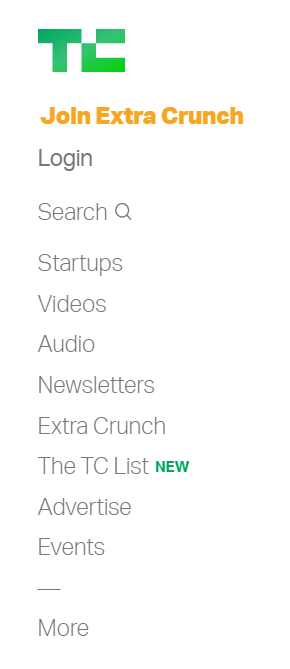 TC
Join Extra Crunch
Login
Search
Startups
Videos
Audio
Newsletters
Extra Crunch
The TC List NEW
Advertise
Events
—
More